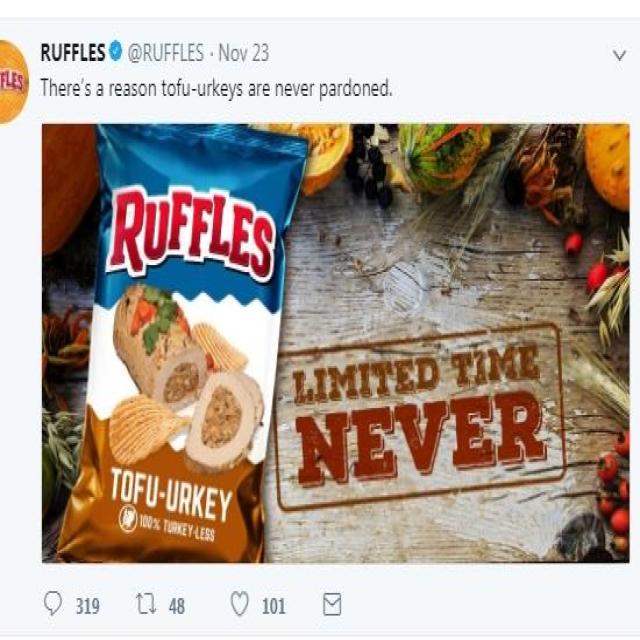 RUFFLES @RUFFLES · Nov 23
FLES
There's a reason tofu-urkeys are never pardoned.
RUFFLES
LIMITED TIME
NEVER
TOFU-URKEY
100% TURKEY-LESS
319 48 101